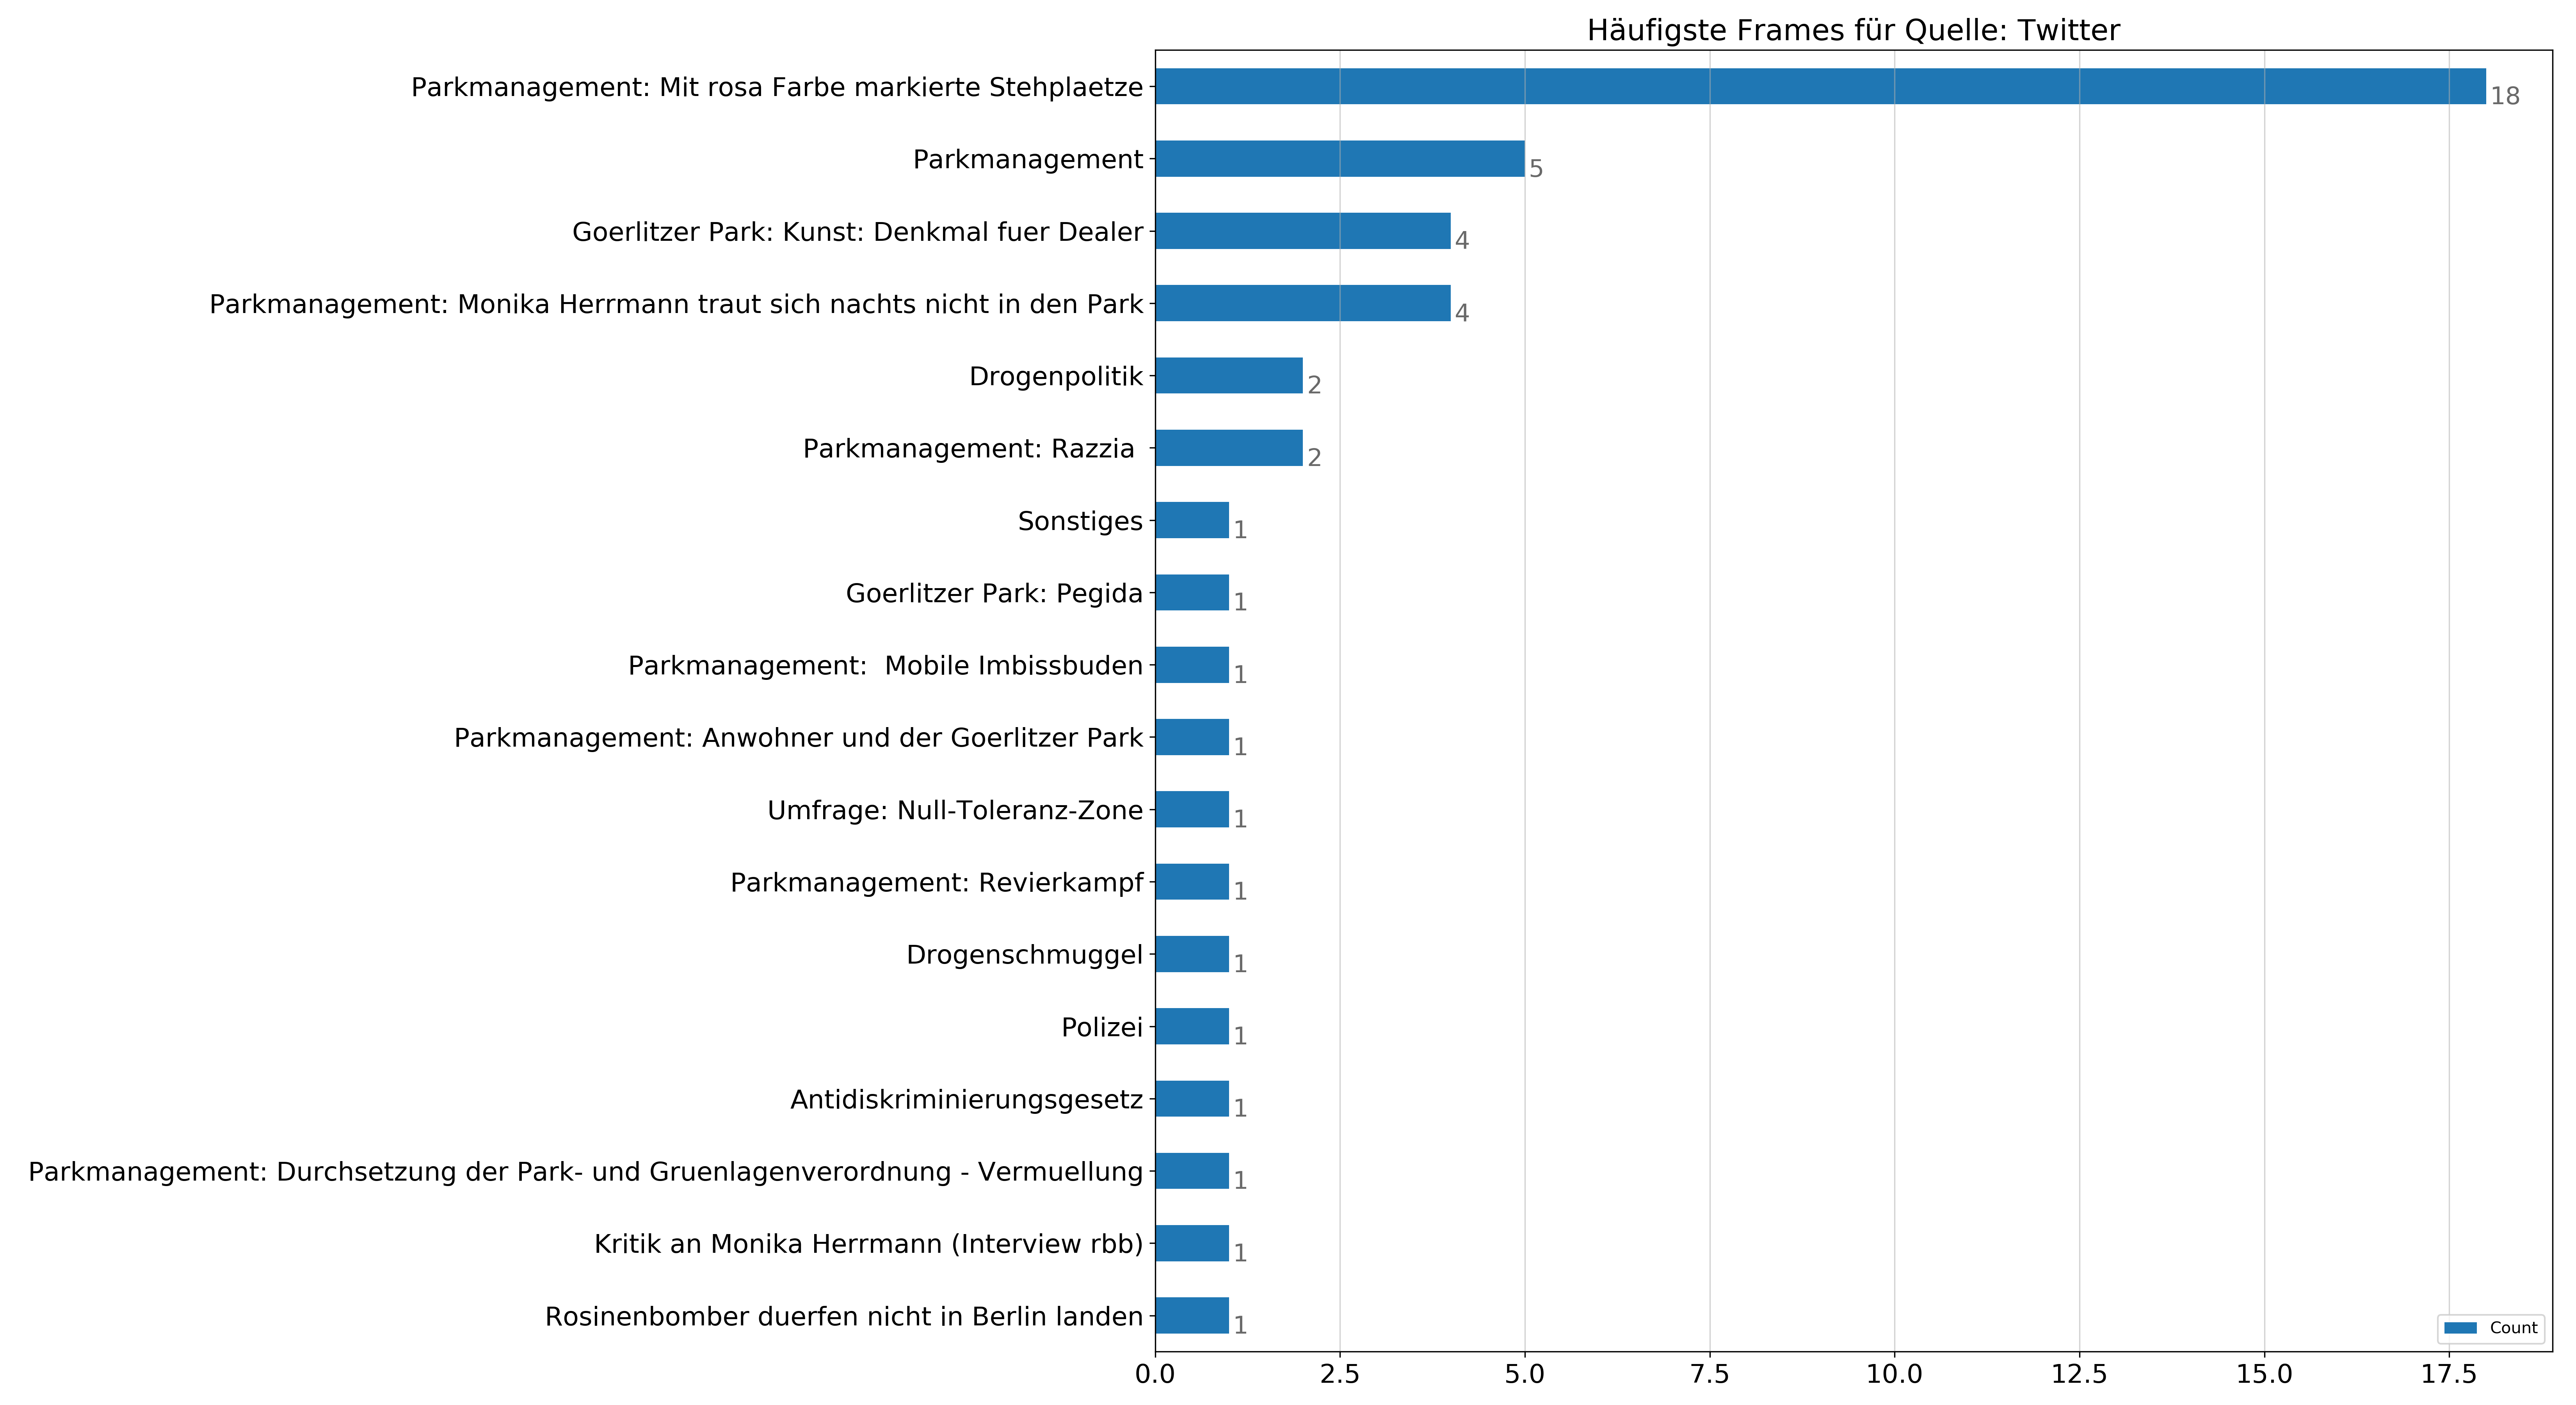 Häufigste Frames für Quelle: Twitter
Parkmanagement: Mit rosa Farbe markierte Stehplaetze 18
Parkmanagement 5
Goerlitzer Park: Kunst: Denkmal fuer Dealer 4
Parkmanagement: Monika Herrmann traut sich nachts nicht in den Park 4
Drogenpolitik 2
Parkmanagement: Razzia 2
Sonstiges 1
Goerlitzer Park: Pegida 1
Parkmanagement:  Mobile Imbissbuden 1
Parkmanagement: Anwohner und der Goerlitzer Park 1
Umfrage: Null-Toleranz-Zone 1
Parkmanagement: Revierkampf 1
Drogenschmuggel 1
Polizei 1
Antidiskriminierungsgesetz 1
Parkmanagement: Durchsetzung der Park- und Gruenlagenverordnung - Vermuellung 1
Kritik an Monika Herrmann (Interview rbb) 1
Rosinenbomber duerfen nicht in Berlin landen 1
Count
0.0 2.5 5.0 7.5 10.0 12.5 15.0 17.5